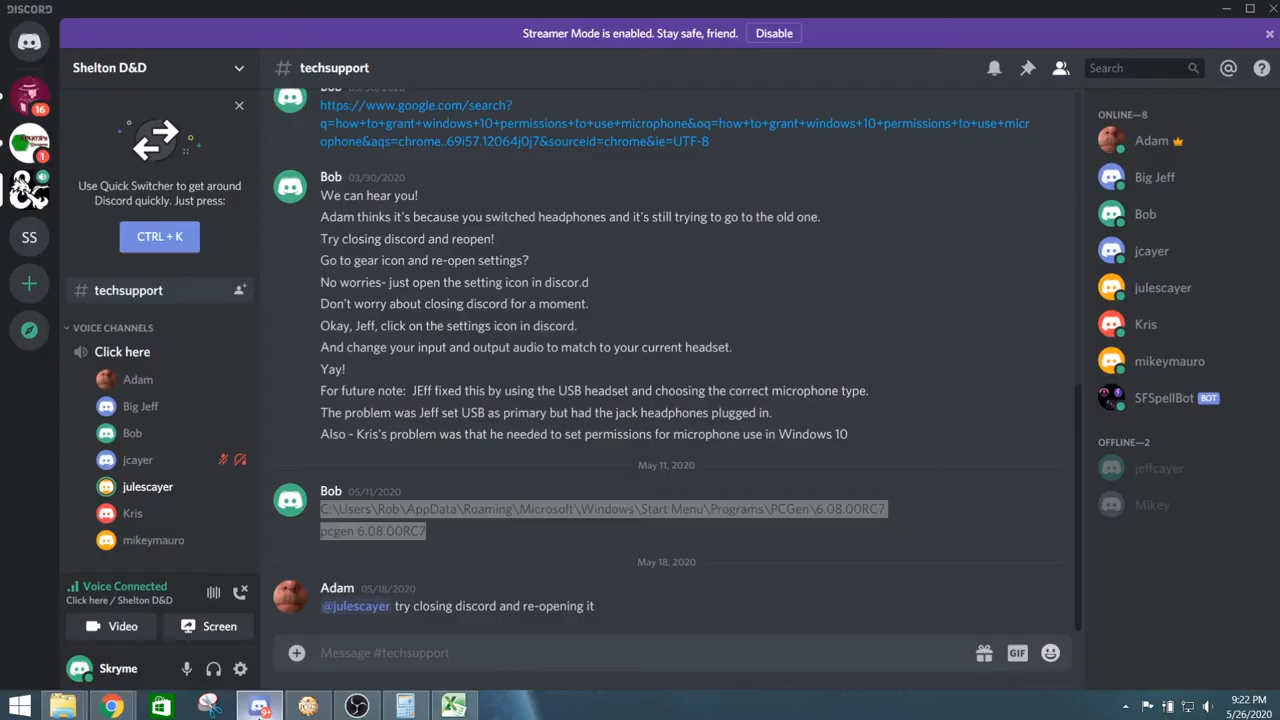 DISCORD
Streamer Mode is enabled. Stay safe, friend.
Disable
Shelton D&D
# techsupport
Search
16
1
SS
Use Quick Switcher to get around
Discord quickly. Just press:
CTRL + K
# techsupport
VOICE CHANNELS
Click here
Adam
Big Jeff
Bob
jcayer
julescayer
Kris
mikeymauro
Voice Connected
Click here / Shelton D&D
Video
Screen
Skryme
Bob 03/30/2020
https://www.google.com/search?
q=how+to+grant+windows+10+permissions+to+use+microphone&oq=how+to+grant+windows+10+permissions+to+use+micr
ophone&aqs=chrome..69i57.12064j0j7&sourceid=chrome&ie=UTF-8
Bob 03/30/2020
We can hear you!
Adam thinks it's because you switched headphones and it's still trying to go to the old one.
Try closing discord and reopen!
Go to gear icon and re-open settings?
No worries- just open the setting icon in discor.d
Don't worry about closing discord for a moment.
Okay, Jeff, click on the settings icon in discord.
And change your input and output audio to match to your current headset.
Yay!
For future note: JEff fixed this by using the USB headset and choosing the correct microphone type.
The problem was Jeff set USB as primary but had the jack headphones plugged in.
Also - Kris's problem was that he needed to set permissions for microphone use in Windows 10
May 11, 2020
Bob 05/11/2020
C:\Users\Rob\AppData\Roaming\Microsoft\Windows\Start Menu\Programs\PCGen\6.08.00RC7
pcgen 6.08.00RC7
May 18, 2020
Adam 05/18/2020
@julescayer try closing discord and re-opening it
Message #techsupport
GIF
ONLINE—8
Adam
Big Jeff
Bob
jcayer
julescayer
Kris
mikeymauro
SFSpellBot BOT
OFFLINE—2
jeffcayer
Mikey
9+
9:22 PM
5/26/2020